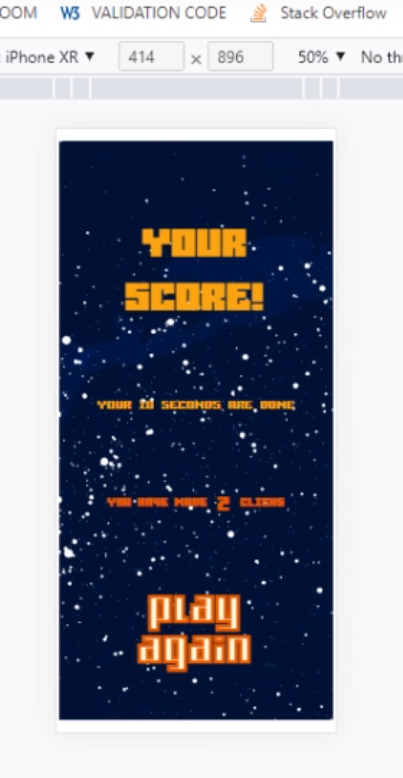 OOM W3 VALIDATION CODE Stack Overflow
iPhone XR ▼ 414 x 896 50% ▼ No th
YOUR
SCORE!
YOUR 10 SECONDS ARE DONE
YOU HAVE MADE 2 CLICKS
play
again